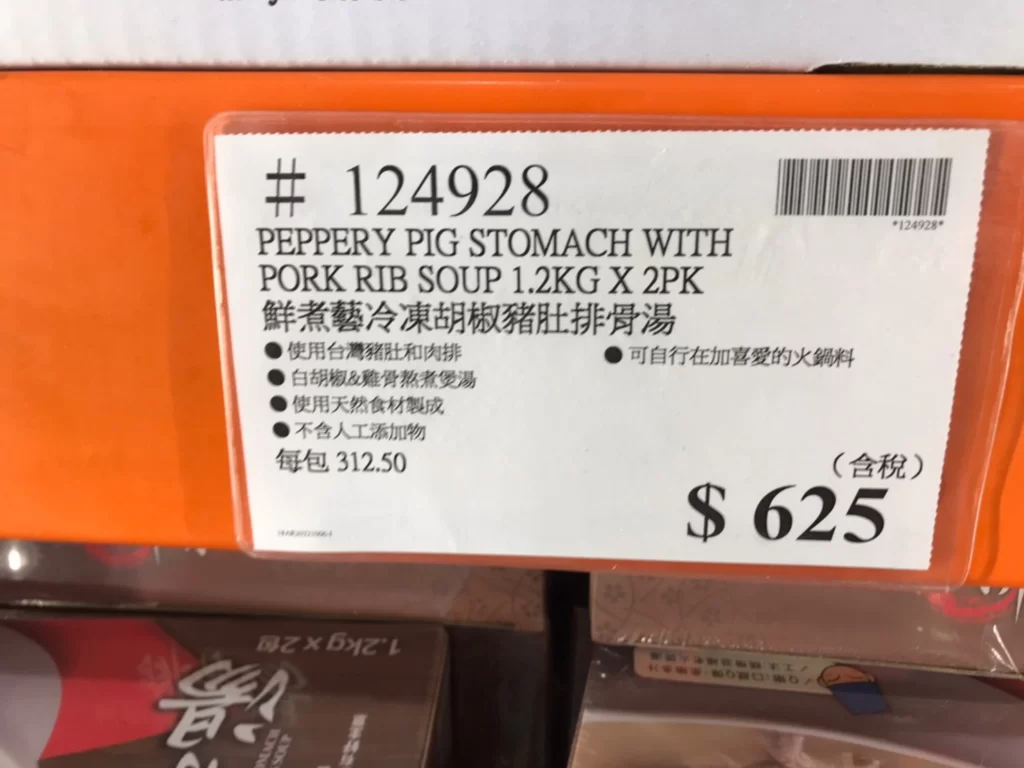 # 124928
*124928*
PEPPERY PIG STOMACH WITH
PORK RIB SOUP 1.2KG X 2PK
鮮煮藝冷凍胡椒豬肚排骨湯
●使用台灣豬肚和肉排
●可自行在加喜愛的火鍋料
●白胡椒&雞骨熬煮煲湯
●使用天然食材製成
●不含人工添加物
每包 312.50
(含稅)
$ 625
1.2kg x 2包
湯